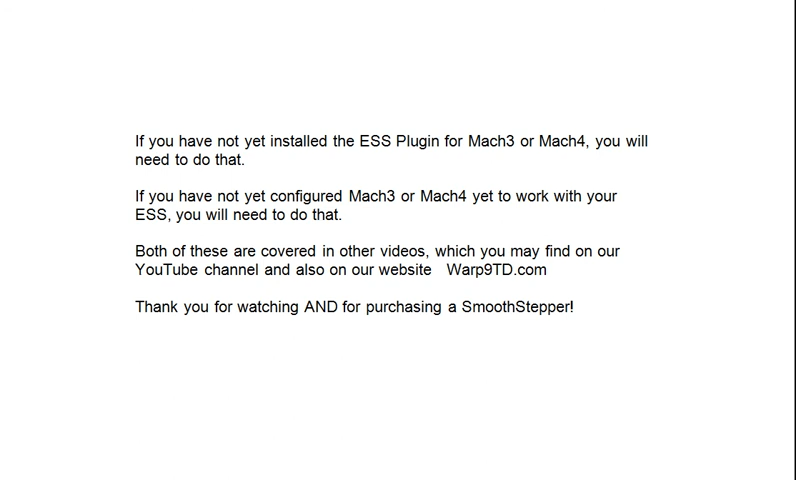 If you have not yet installed the ESS Plugin for Mach3 or Mach4, you will
need to do that.
If you have not yet configured Mach3 or Mach4 yet to work with your
ESS, you will need to do that.
Both of these are covered in other videos, which you may find on our
YouTube channel and also on our website Warp9TD.com
Thank you for watching AND for purchasing a SmoothStepper!